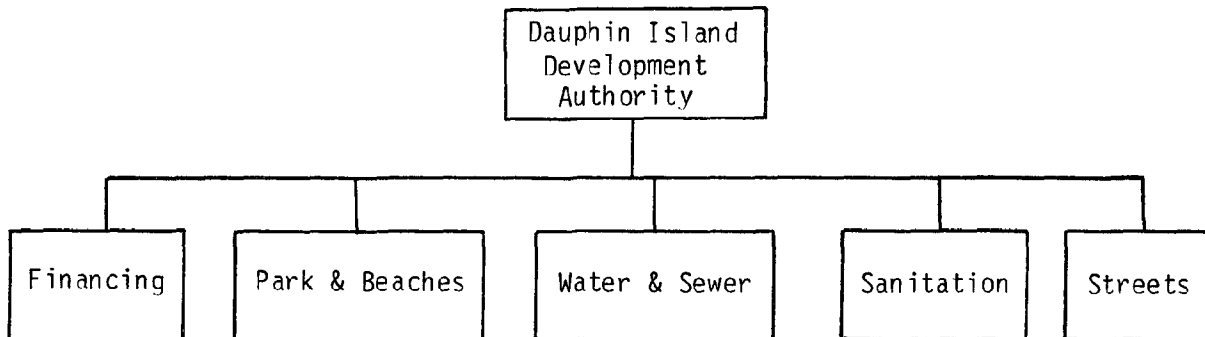 Dauphin Island
Development
Authority
Financing
Park & Beaches
Water & Sewer
Sanitation
Streets